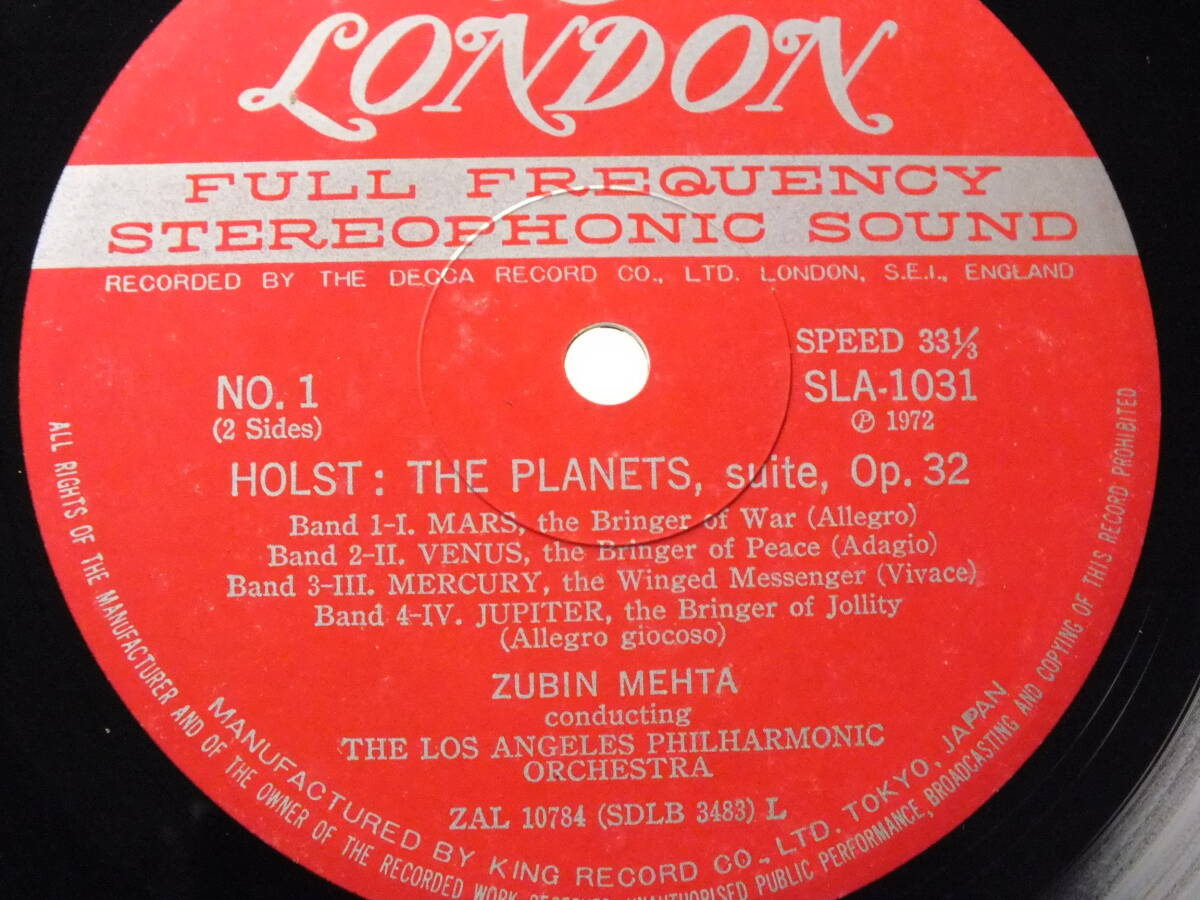 LONDON
FULL FREQUENCY
STEREOPHONIC SOUND
RECORDED BY THE DECCA RECORD CO., LTD. LONDON, S.E.I., ENGLAND
SPEED 33⅓
NO. 1
SLA-1031
(2 Sides)
Ⓟ 1972
HOLST: THE PLANETS, suite, Op. 32
Band 1-I. MARS, the Bringer of War (Allegro)
Band 2-II. VENUS, the Bringer of Peace (Adagio)
Band 3-III. MERCURY, the Winged Messenger (Vivace)
Band 4-IV. JUPITER, the Bringer of Jollity
(Allegro giocoso)
ZUBIN MEHTA
conducting
THE LOS ANGELES PHILHARMONIC
ORCHESTRA
ZAL 10784 (SDLB 3483) L
MANUFACTURED BY KING RECORD CO., LTD. TOKYO, JAPAN
ALL RIGHTS OF THE MANUFACTURER AND OF THE OWNER OF THE RECORDED WORK RESERVED UNAUTHORISED PUBLIC PERFORMANCE, BROADCASTING AND COPYING OF THIS RECORD PROHIBITED